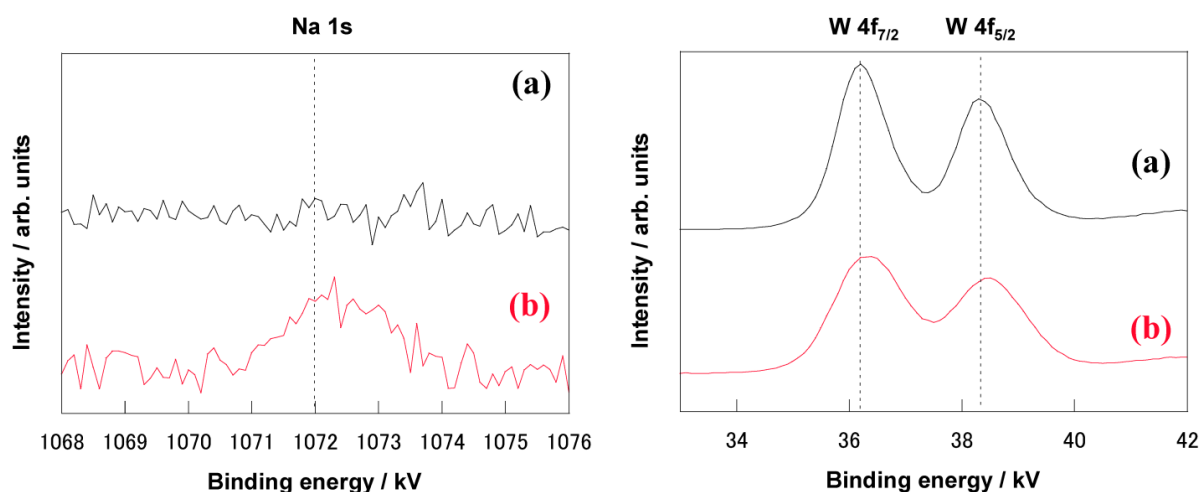 Na 1s
(a)
(b)
Intensity / arb. units
1068 1069 1070 1071 1072 1073 1074 1075 1076
Binding energy / kV
W 4f7/2 W 4f5/2
(a)
(b)
Intensity / arb. units
34 36 38 40 42
Binding energy / kV